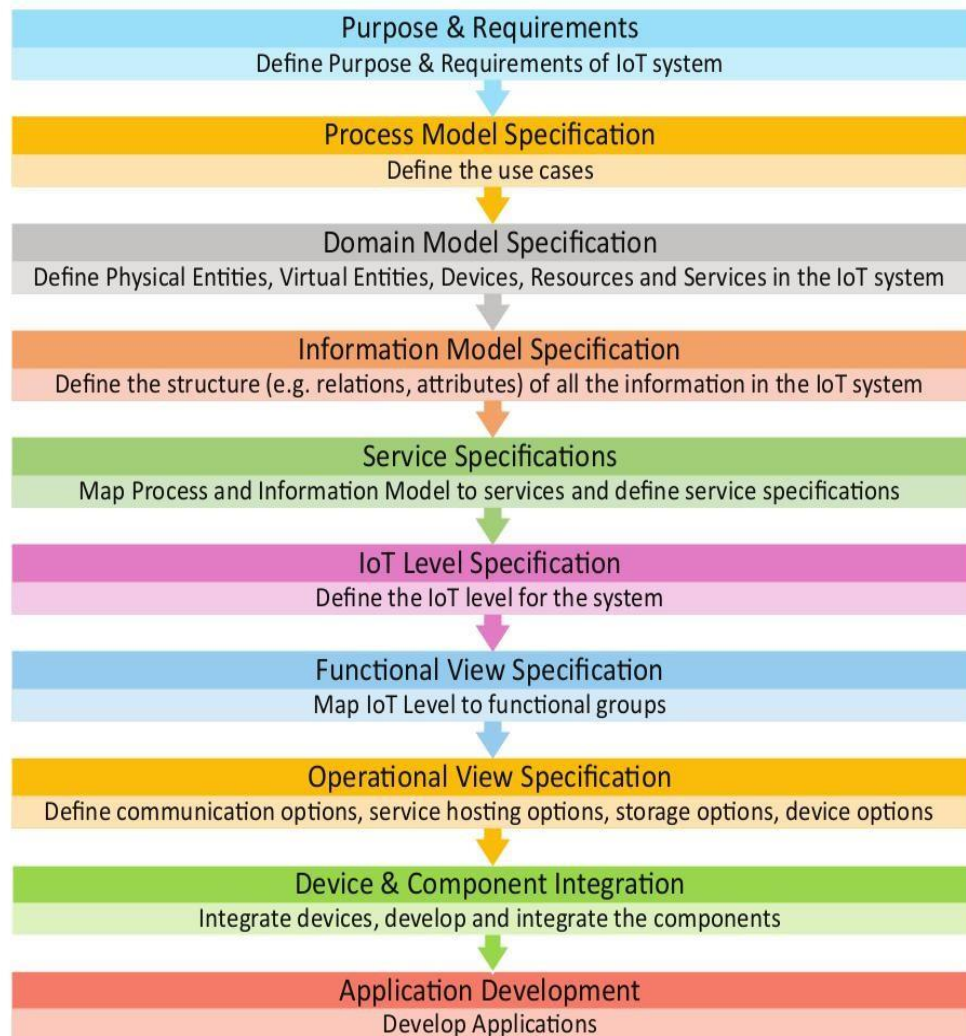 Purpose & Requirements
Define Purpose & Requirements of IoT system
Process Model Specification
Define the use cases
Domain Model Specification
Define Physical Entities, Virtual Entities, Devices, Resources and Services in the IoT system
Information Model Specification
Define the structure (e.g. relations, attributes) of all the information in the IoT system
Service Specifications
Map Process and Information Model to services and define service specifications
IoT Level Specification
Define the IoT level for the system
Functional View Specification
Map IoT Level to functional groups
Operational View Specification
Define communication options, service hosting options, storage options, device options
Device & Component Integration
Integrate devices, develop and integrate the components
Application Development
Develop Applications